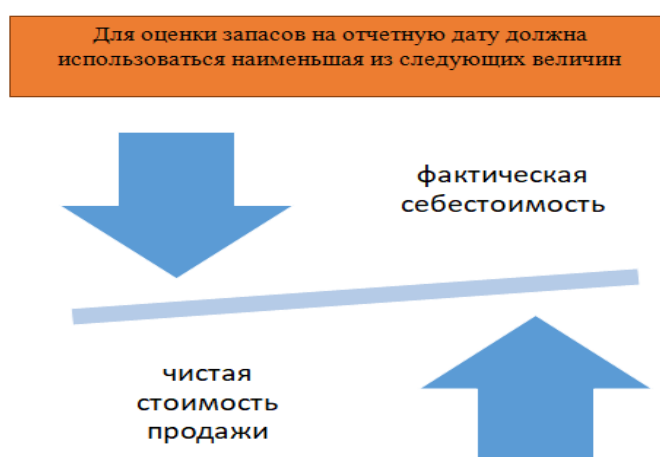 Для оценки запасов на отчетную дату должна
использоваться наименьшая из следующих величин
фактическая
себестоимость
чистая
стоимость
продажи